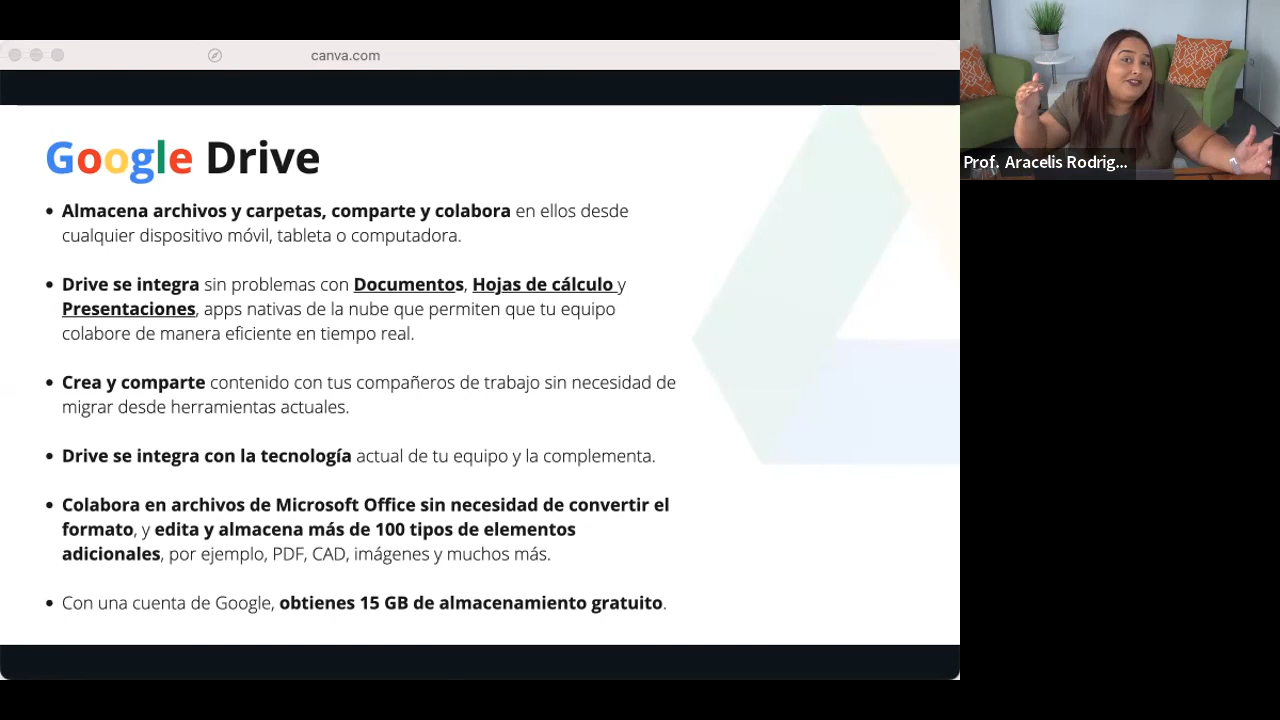 canva.com
Google Drive
• Almacena archivos y carpetas, comparte y colabora en ellos desde
cualquier dispositivo móvil, tableta o computadora.
• Drive se integra sin problemas con Documentos, Hojas de cálculo y
Presentaciones, apps nativas de la nube que permiten que tu equipo
colabore de manera eficiente en tiempo real.
• Crea y comparte contenido con tus compañeros de trabajo sin necesidad de
migrar desde herramientas actuales.
• Drive se integra con la tecnología actual de tu equipo y la complementa.
• Colabora en archivos de Microsoft Office sin necesidad de convertir el
formato, y edita y almacena más de 100 tipos de elementos
adicionales, por ejemplo, PDF, CAD, imágenes y muchos más.
• Con una cuenta de Google, obtienes 15 GB de almacenamiento gratuito.
Prof. Aracelis Rodrig...